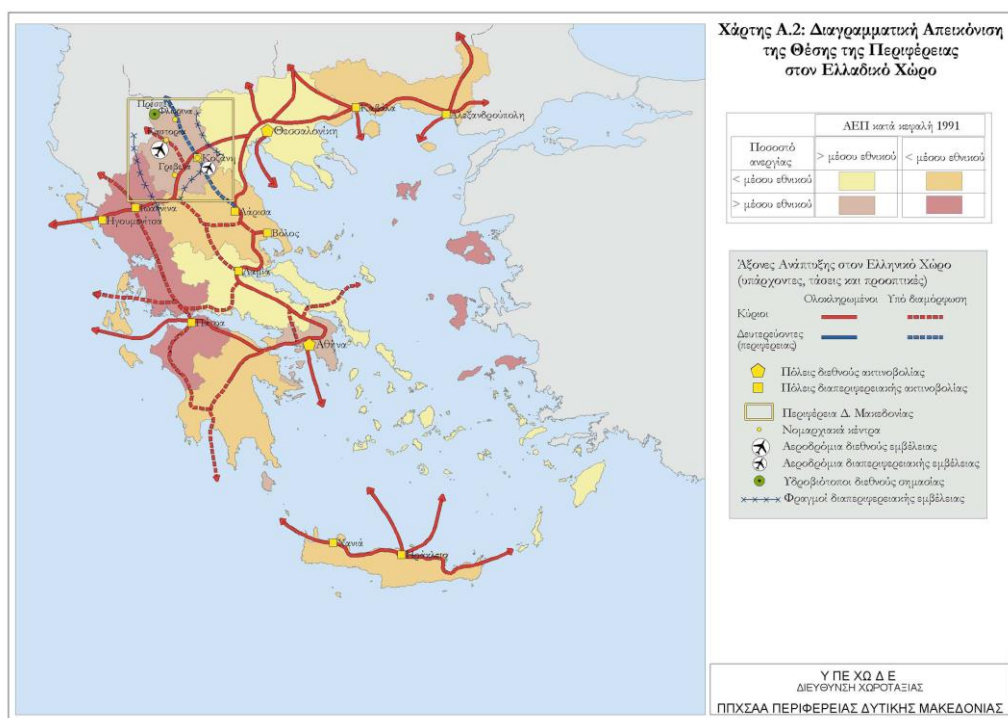 Χάρτης Α.2: Διαγραμματική Απεικόνιση
της Θέσης της Περιφέρειας
στον Ελλαδικό Χώρο
ΑΕΠ κατά κεφαλή 1991
Ποσοστό ανεργίας
> μέσου εθνικού
< μέσου εθνικού
< μέσου εθνικού
> μέσου εθνικού
Άξονες Ανάπτυξης στον Ελληνικό Χώρο
(υπάρχοντες, τάσεις και προοπτικές)
Ολοκληρωμένοι Υπό διαμόρφωση
Κύριοι
Δευτερεύοντες
(περιφέρειας)
Πόλεις διεθνούς ακτινοβολίας
Πόλεις διαπεριφερειακής ακτινοβολίας
Περιφέρεια Δ. Μακεδονίας
Νομαρχιακά κέντρα
Αεροδρόμια διεθνούς εμβέλειας
Αεροδρόμια διαπεριφερειακής εμβέλειας
Υδροβιότοποι διεθνούς σημασίας
Φραγμοί διαπεριφερειακής εμβέλειας
Φλώρινα
Καστοριά
Κοζάνη
Γρεβενά
Θεσσαλονίκη
Καβάλα
Αλεξανδρούπολη
Ιωάννινα
Ηγουμενίτσα
Λάρισα
Βόλος
Λαμία
Πάτρα
Αθήνα
Χανιά
Ηράκλειο
Υ ΠΕ ΧΩ Δ Ε
ΔΙΕΥΘΥΝΣΗ ΧΩΡΟΤΑΞΙΑΣ
ΠΠΧΣΑΑ ΠΕΡΙΦΕΡΕΙΑΣ ΔΥΤΙΚΗΣ ΜΑΚΕΔΟΝΙΑΣ